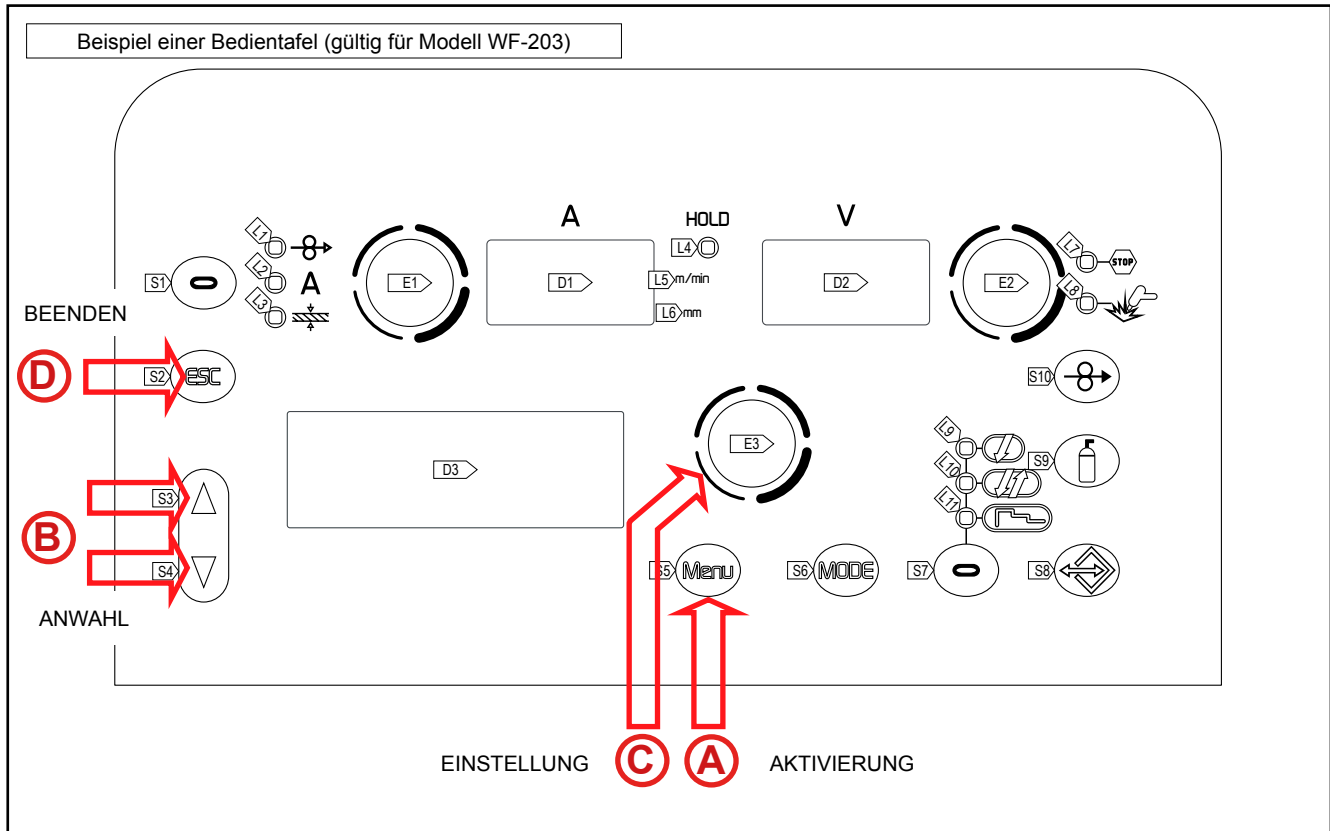 Beispiel einer Bedientafel (gültig für Modell WF-203)
A
HOLD
V
L1
L2
A
L3
S1
E1
D1
L4
L5 m/min
L6 mm
D2
E2
L7
STOP
L8
BEENDEN
D
S2
ESC
S10
E3
D3
L9
L10
L11
S9
B
S3
S4
S5
Menu
S6
MODE
S7
S8
ANWAHL
EINSTELLUNG
C
A
AKTIVIERUNG